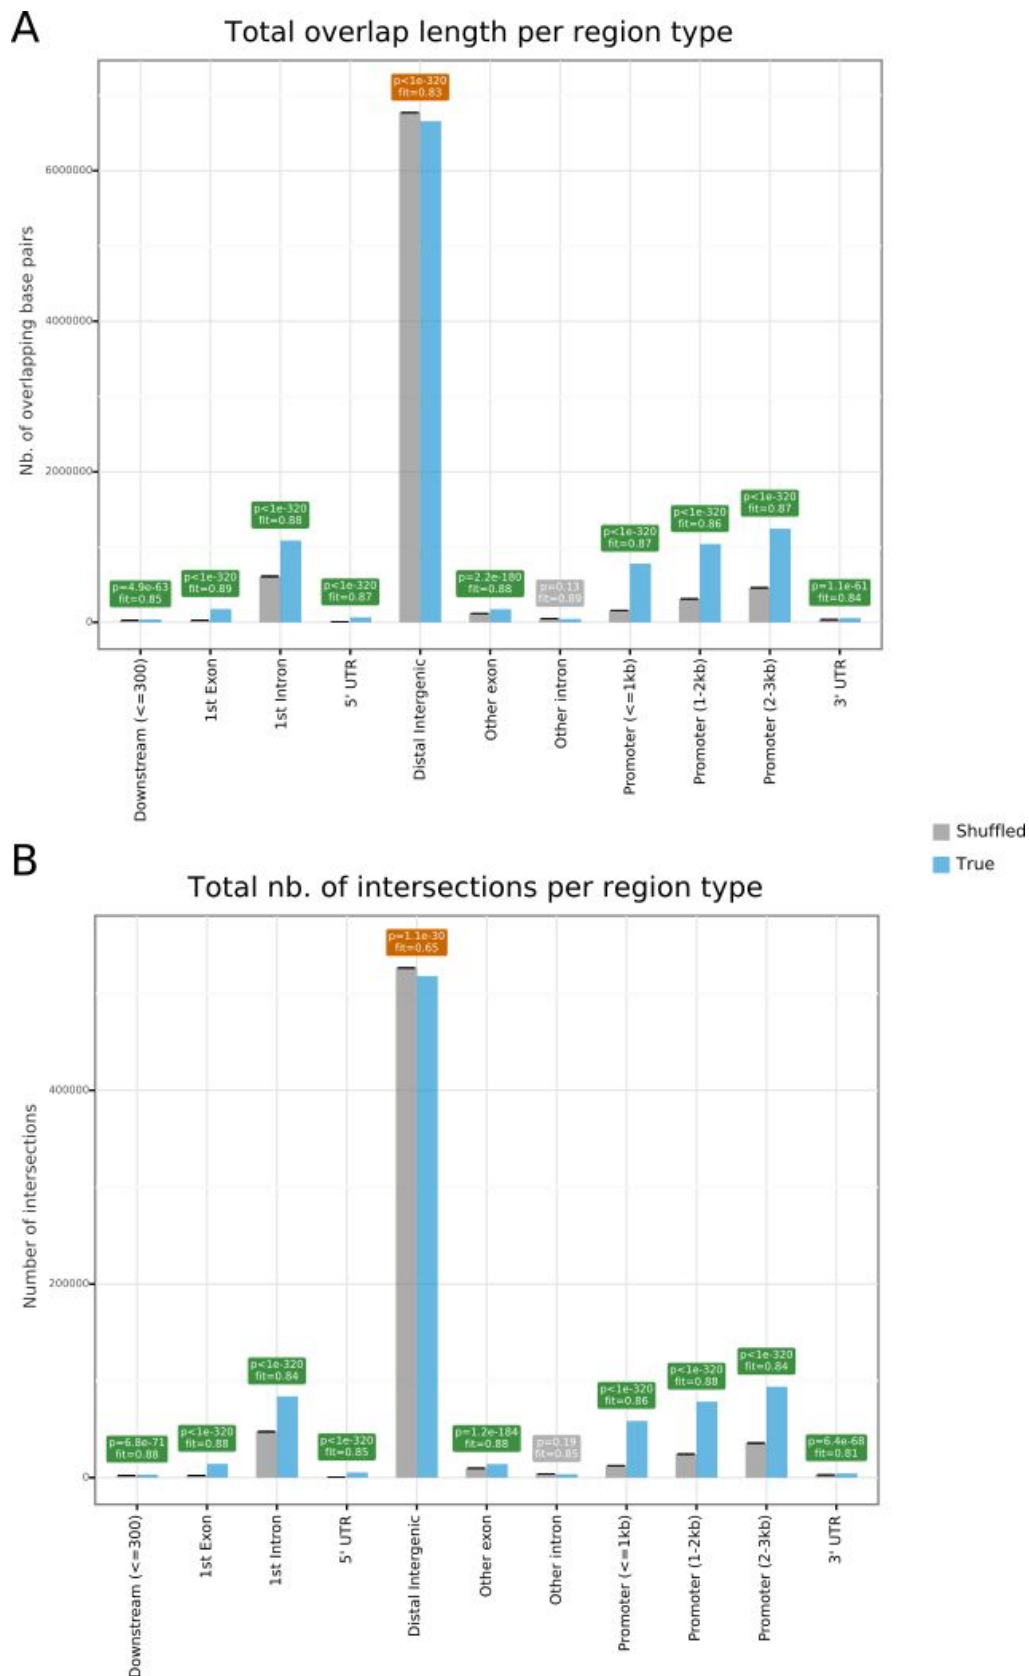 A
Total overlap length per region type
Nb. of overlapping base pairs
6000000
4000000
2000000
0
p=4.9e-63
fit=0.85
p<1e-320
fit=0.89
p<1e-320
fit=0.88
p<1e-320
fit=0.87
p<1e-320
fit=0.83
p=2.2e-180
fit=0.88
p=0.13
fit=0.89
p<1e-320
fit=0.87
p<1e-320
fit=0.86
p<1e-320
fit=0.87
p=1.1e-61
fit=0.84
Downstream (<=300)
1st Exon
1st Intron
5' UTR
Distal Intergenic
Other exon
Other intron
Promoter (<=1kb)
Promoter (1-2kb)
Promoter (2-3kb)
3' UTR
Shuffled
True
B
Total nb. of intersections per region type
Number of intersections
400000
200000
0
p=6.8e-71
fit=0.88
p<1e-320
fit=0.88
p<1e-320
fit=0.84
p<1e-320
fit=0.85
p=1.1e-30
fit=0.65
p=1.2e-184
fit=0.88
p=0.19
fit=0.85
p<1e-320
fit=0.86
p<1e-320
fit=0.88
p<1e-320
fit=0.84
p=6.4e-68
fit=0.81
Downstream (<=300)
1st Exon
1st Intron
5' UTR
Distal Intergenic
Other exon
Other intron
Promoter (<=1kb)
Promoter (1-2kb)
Promoter (2-3kb)
3' UTR